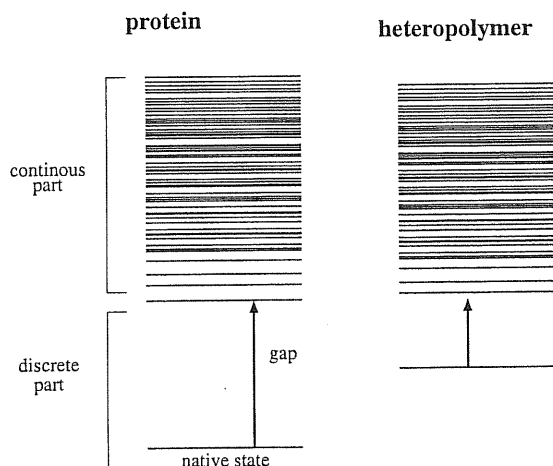 protein
heteropolymer
continous
part
gap
discrete
part
native state